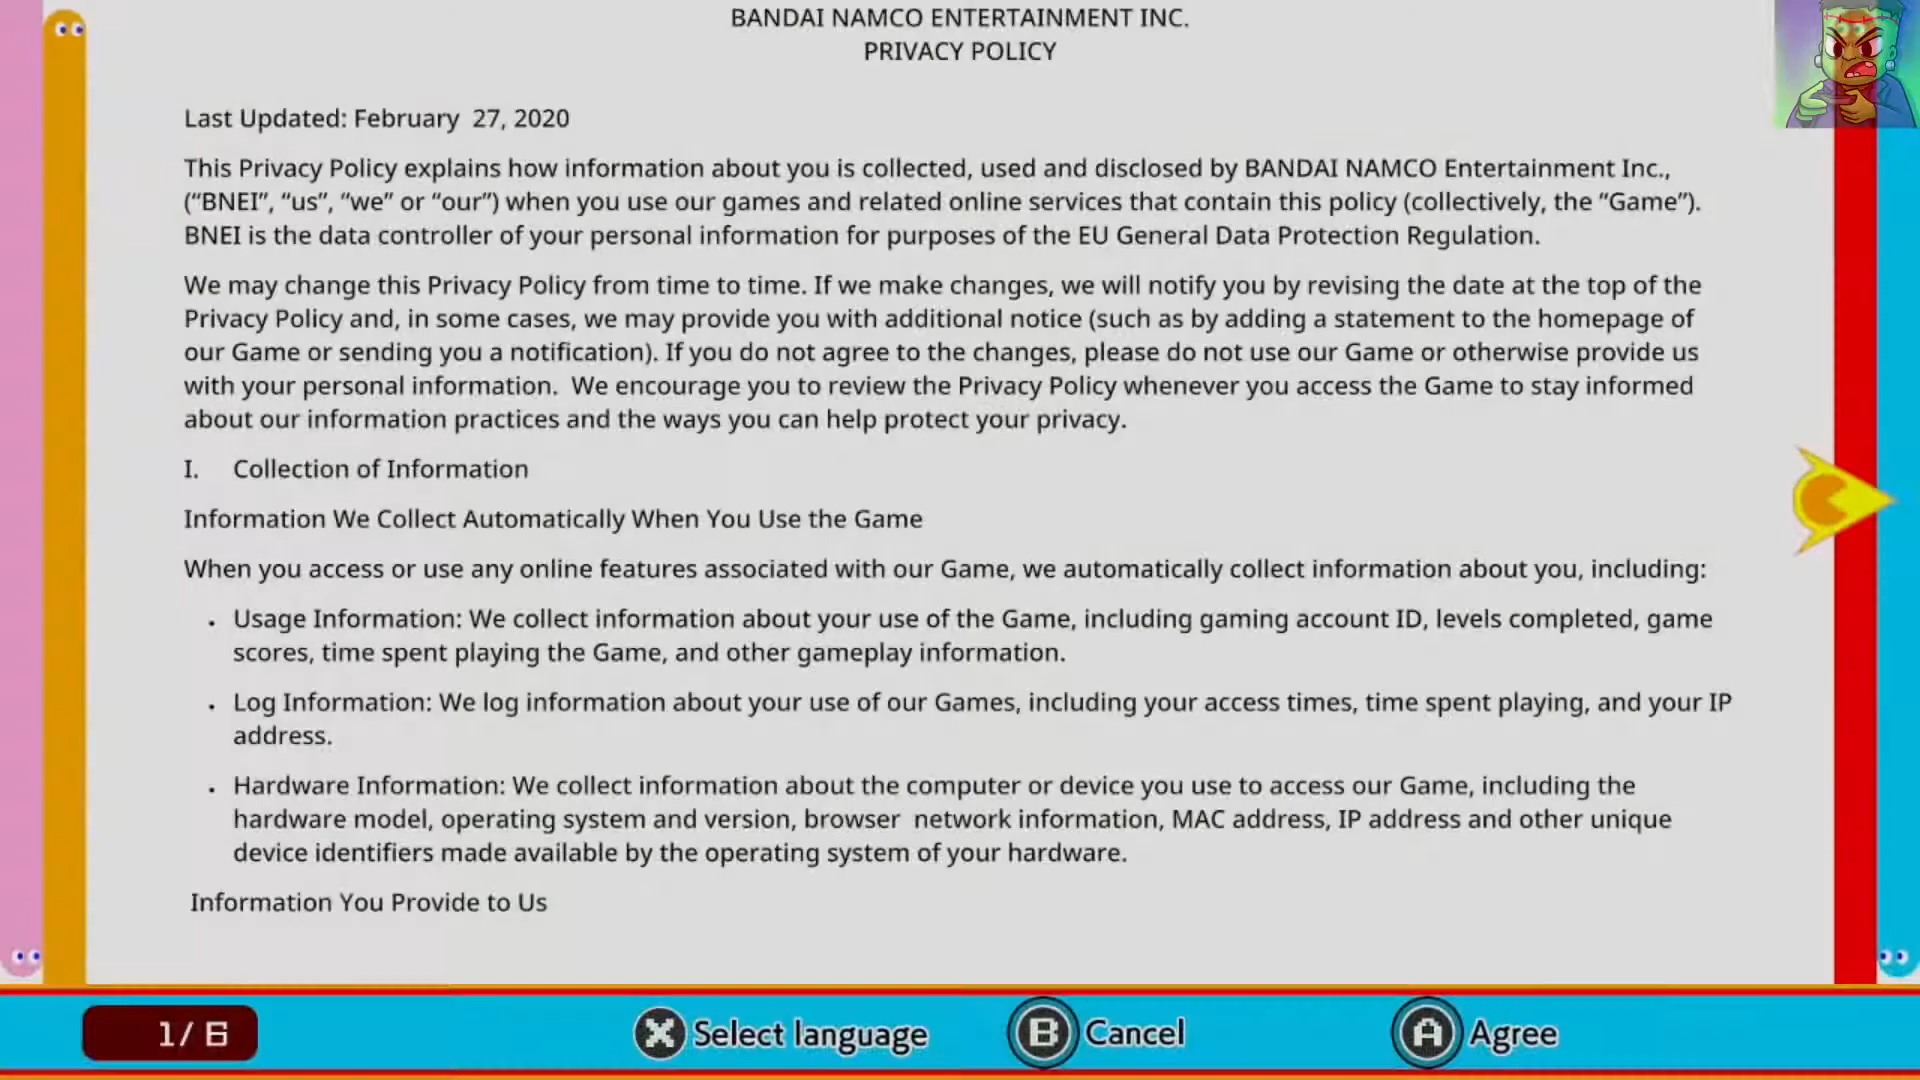 BANDAI NAMCO ENTERTAINMENT INC.
PRIVACY POLICY
Last Updated: February  27, 2020
This Privacy Policy explains how information about you is collected, used and disclosed by BANDAI NAMCO Entertainment Inc.,
(“BNEI”, “us”, “we” or “our”) when you use our games and related online services that contain this policy (collectively, the “Game”).
BNEI is the data controller of your personal information for purposes of the EU General Data Protection Regulation.
We may change this Privacy Policy from time to time. If we make changes, we will notify you by revising the date at the top of the
Privacy Policy and, in some cases, we may provide you with additional notice (such as by adding a statement to the homepage of
our Game or sending you a notification). If you do not agree to the changes, please do not use our Game or otherwise provide us
with your personal information.  We encourage you to review the Privacy Policy whenever you access the Game to stay informed
about our information practices and the ways you can help protect your privacy.
I. Collection of Information
Information We Collect Automatically When You Use the Game
When you access or use any online features associated with our Game, we automatically collect information about you, including:
• Usage Information: We collect information about your use of the Game, including gaming account ID, levels completed, game
scores, time spent playing the Game, and other gameplay information.
• Log Information: We log information about your use of our Games, including your access times, time spent playing, and your IP
address.
• Hardware Information: We collect information about the computer or device you use to access our Game, including the
hardware model, operating system and version, browser  network information, MAC address, IP address and other unique
device identifiers made available by the operating system of your hardware.
Information You Provide to Us
1/6 X Select language B Cancel A Agree